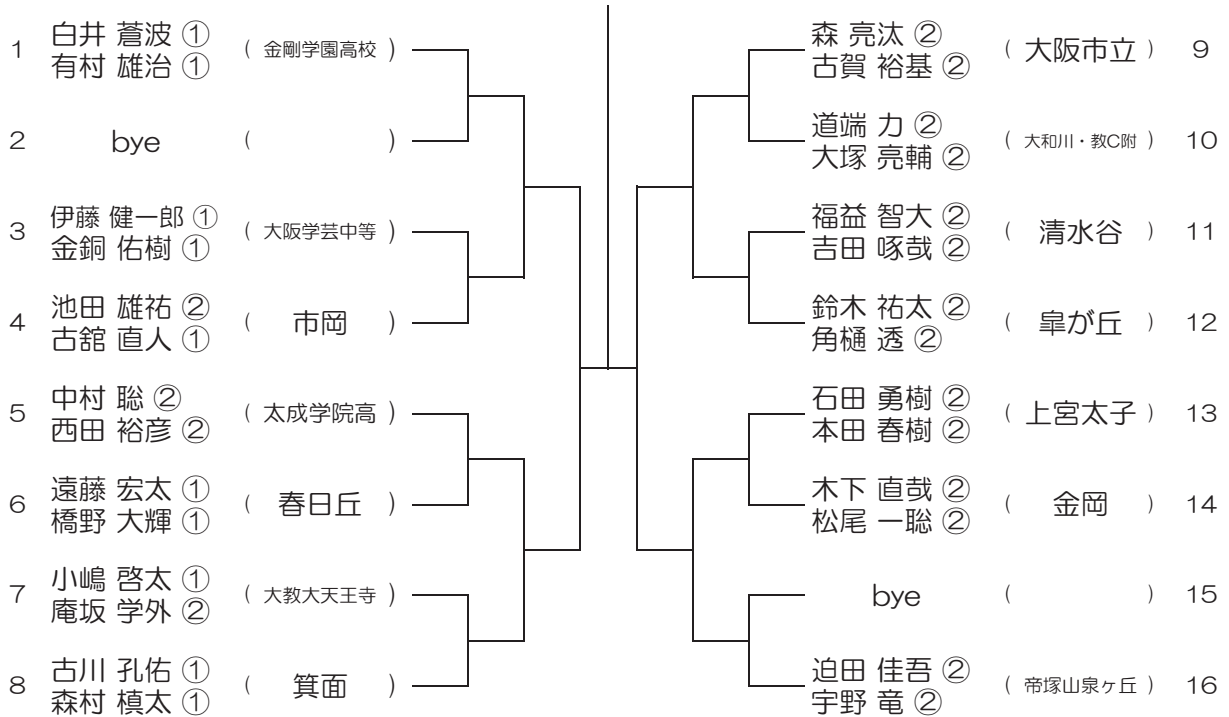 1 白井 蒼波 ① ( 金剛学園高校 )
有村 雄治 ①
2 bye ( )
3 伊藤 健一郎 ① ( 大阪学芸中等 )
金銅 佑樹 ①
4 池田 雄祐 ② ( 市岡 )
古舘 直人 ①
5 中村 聡 ② ( 太成学院高 )
西田 裕彦 ②
6 遠藤 宏太 ① ( 春日丘 )
橋野 大輝 ①
7 小嶋 啓太 ① ( 大教大天王寺 )
庵坂 学外 ②
8 古川 孔佑 ① ( 箕面 )
森村 槙太 ①
森 亮汰 ② ( 大阪市立 ) 9
古賀 裕基 ②
道端 力 ② ( 大和川・教C附 ) 10
大塚 亮輔 ②
福益 智大 ② ( 清水谷 ) 11
吉田 啄哉 ②
鈴木 祐太 ② ( 皐が丘 ) 12
角樋 透 ②
石田 勇樹 ② ( 上宮太子 ) 13
本田 春樹 ②
木下 直哉 ② ( 金岡 ) 14
松尾 一聡 ②
bye ( ) 15
迫田 佳吾 ② ( 帝塚山泉ヶ丘 ) 16
宇野 竜 ②